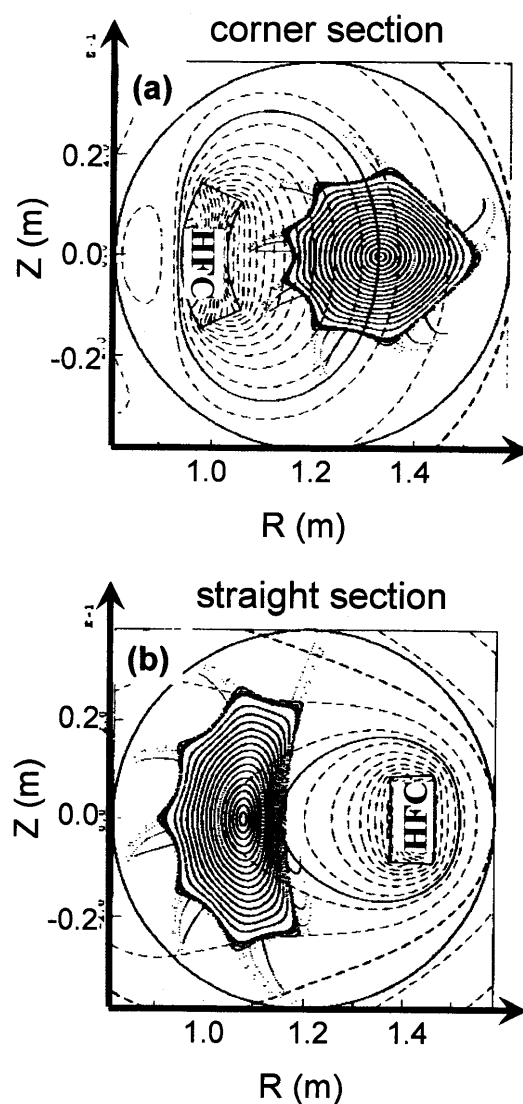 corner section
(a)
Z (m)
0.2
0.0
-0.2
HFC
1.0 1.2 1.4
R (m)
straight section
(b)
Z (m)
0.2
0.0
-0.2
HFC
1.0 1.2 1.4
R (m)